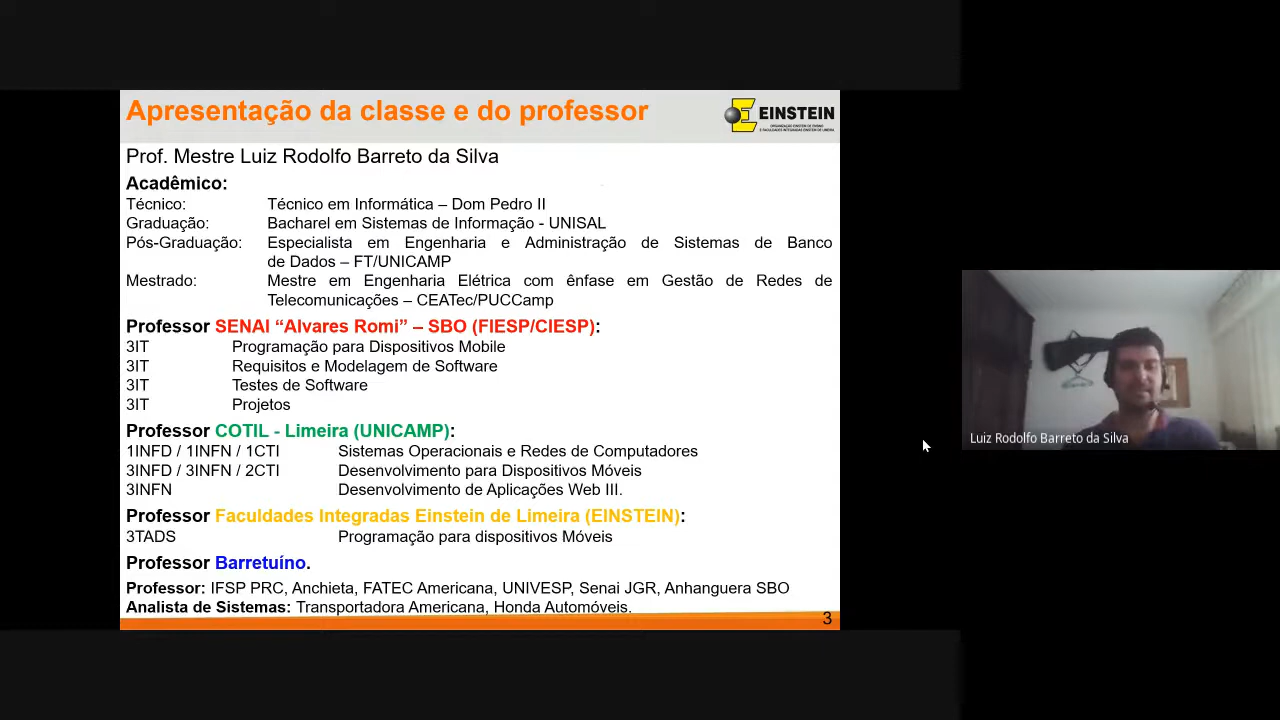 Apresentação da classe e do professor
EINSTEIN
Prof. Mestre Luiz Rodolfo Barreto da Silva
Acadêmico:
Técnico: Técnico em Informática – Dom Pedro II
Graduação: Bacharel em Sistemas de Informação - UNISAL
Pós-Graduação: Especialista em Engenharia e Administração de Sistemas de Banco
de Dados – FT/UNICAMP
Mestrado: Mestre em Engenharia Elétrica com ênfase em Gestão de Redes de
Telecomunicações – CEATec/PUCCamp
Professor SENAI “Alvares Romi” – SBO (FIESP/CIESP):
3IT Programação para Dispositivos Mobile
3IT Requisitos e Modelagem de Software
3IT Testes de Software
3IT Projetos
Professor COTIL - Limeira (UNICAMP):
1INFD / 1INFN / 1CTI Sistemas Operacionais e Redes de Computadores
3INFD / 3INFN / 2CTI Desenvolvimento para Dispositivos Móveis
3INFN Desenvolvimento de Aplicações Web III.
Professor Faculdades Integradas Einstein de Limeira (EINSTEIN):
3TADS Programação para dispositivos Móveis
Professor Barretuíno.
Professor: IFSP PRC, Anchieta, FATEC Americana, UNIVESP, Senai JGR, Anhanguera SBO
Analista de Sistemas: Transportadora Americana, Honda Automóveis.
3
Luiz Rodolfo Barreto da Silva